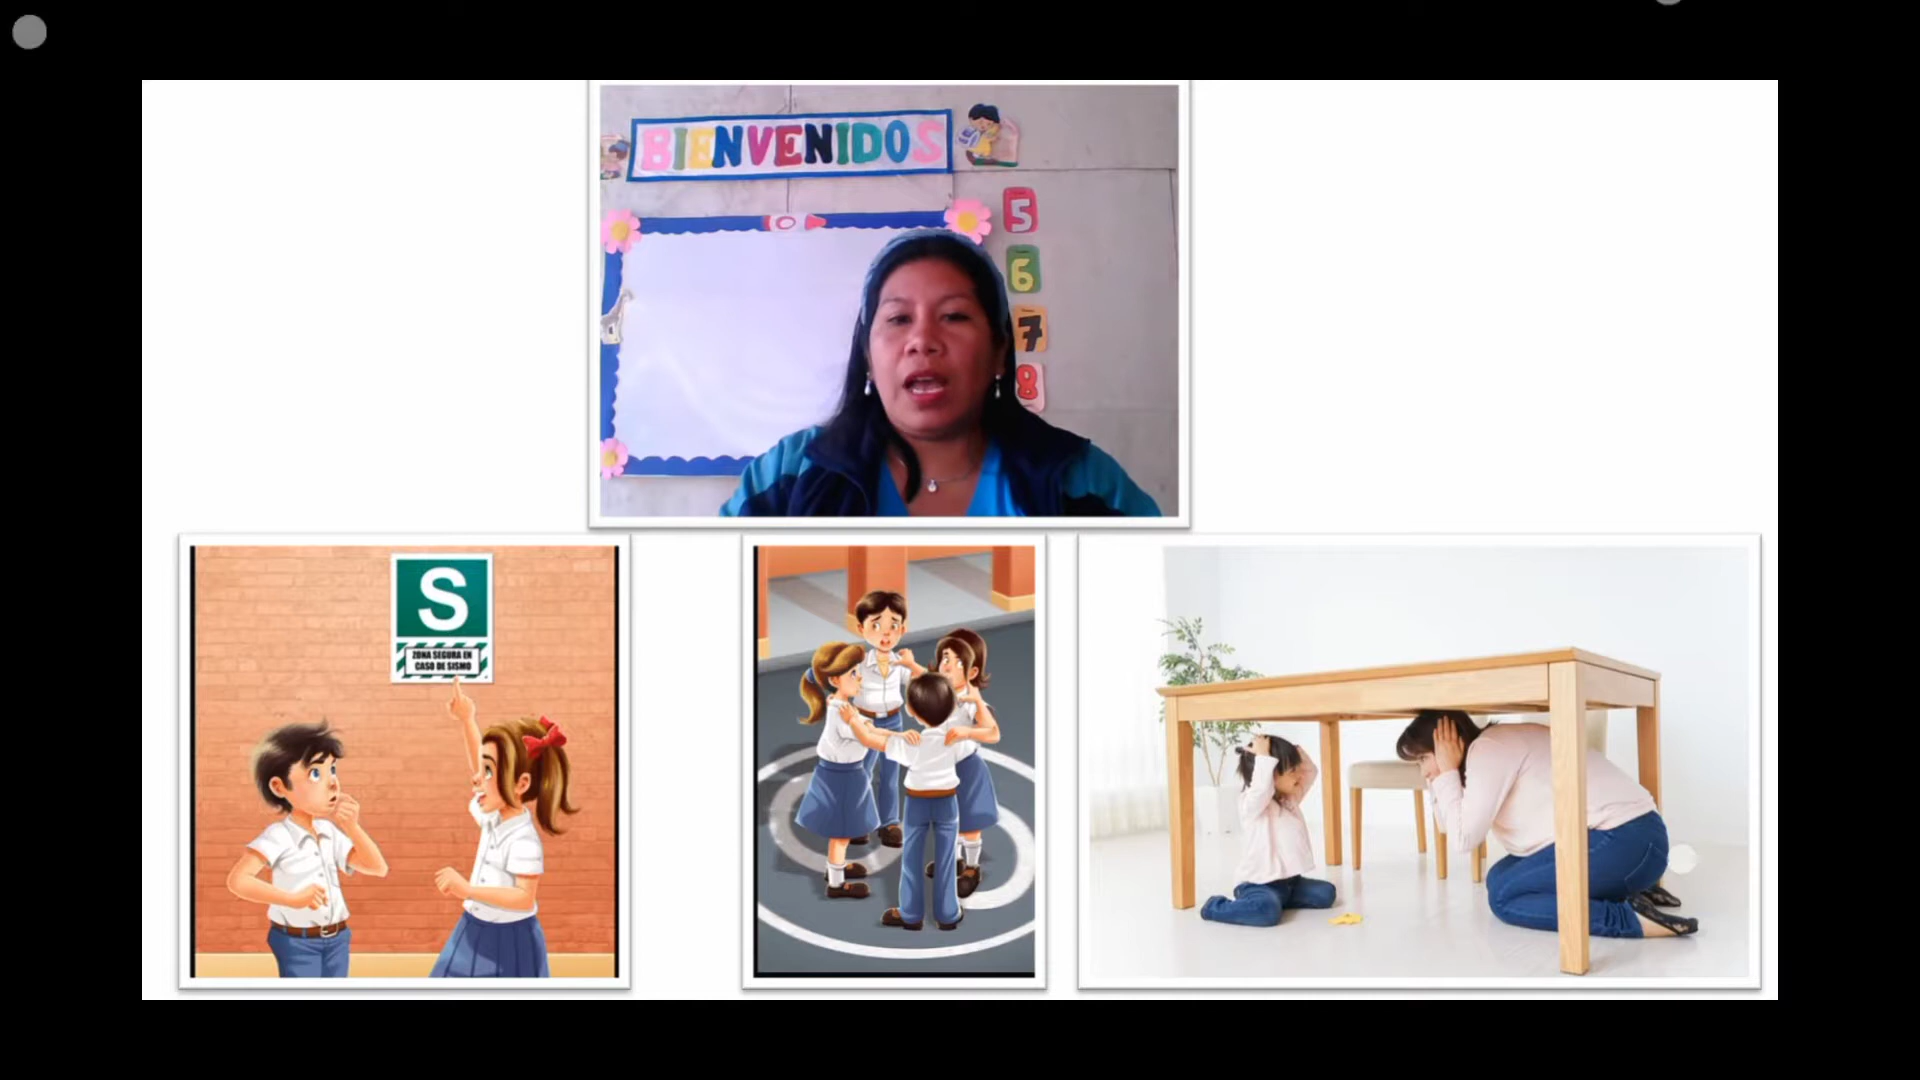 BIENVENIDOS
5
6
7
8
S
ZONA SEGURA EN
CASO DE SISMO